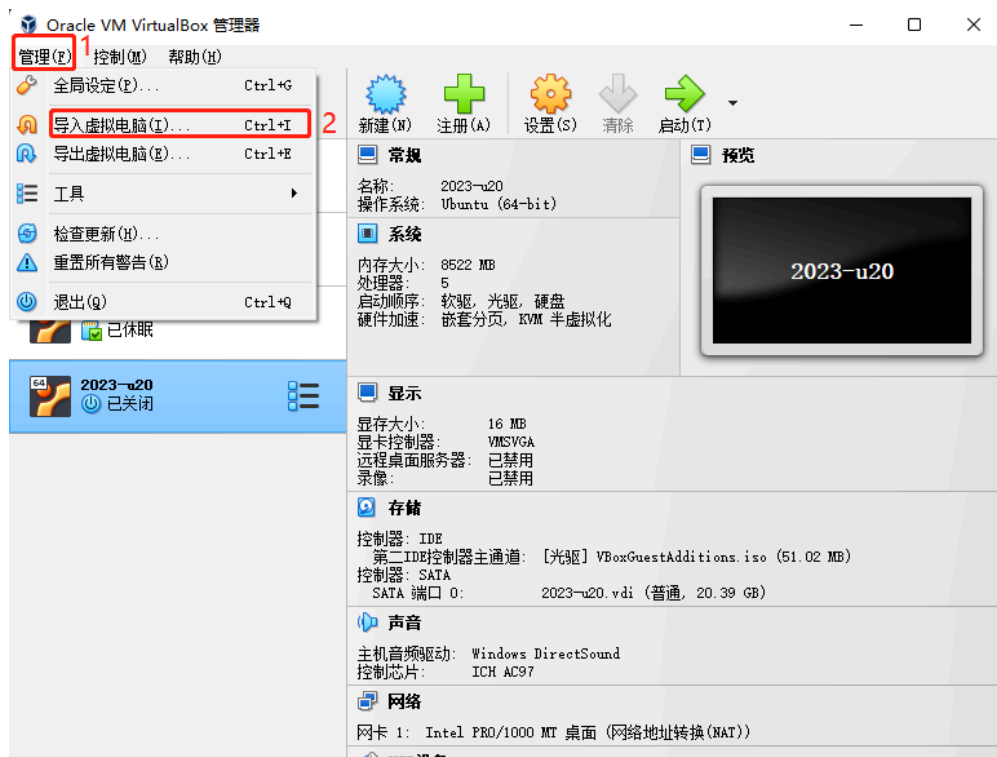 Oracle VM VirtualBox 管理器
管理(F) 1 控制(M) 帮助(H)
全局设定(P)... Ctrl+G
导入虚拟电脑(I)... Ctrl+I 2
导出虚拟电脑(E)... Ctrl+E
工具
检查更新(H)...
重置所有警告(R)
退出(Q) Ctrl+Q
已休眠
64 2023-u20
已关闭
新建(N) 注册(A) 设置(S) 清除 启动(T)
常规
名称: 2023-u20
操作系统: Ubuntu (64-bit)
系统
内存大小: 8522 MB
处理器: 5
启动顺序: 软驱, 光驱, 硬盘
硬件加速: 嵌套分页, KVM 半虚拟化
预览
2023-u20
显示
显存大小: 16 MB
显卡控制器: VMSVGA
远程桌面服务器: 已禁用
录像: 已禁用
存储
控制器: IDE
第二IDE控制器主通道: [光驱] VBoxGuestAdditions.iso (51.02 MB)
控制器: SATA
SATA 端口 0: 2023-u20.vdi (普通, 20.39 GB)
声音
主机音频驱动: Windows DirectSound
控制芯片: ICH AC97
网络
网卡 1: Intel PRO/1000 MT 桌面 (网络地址转换(NAT))